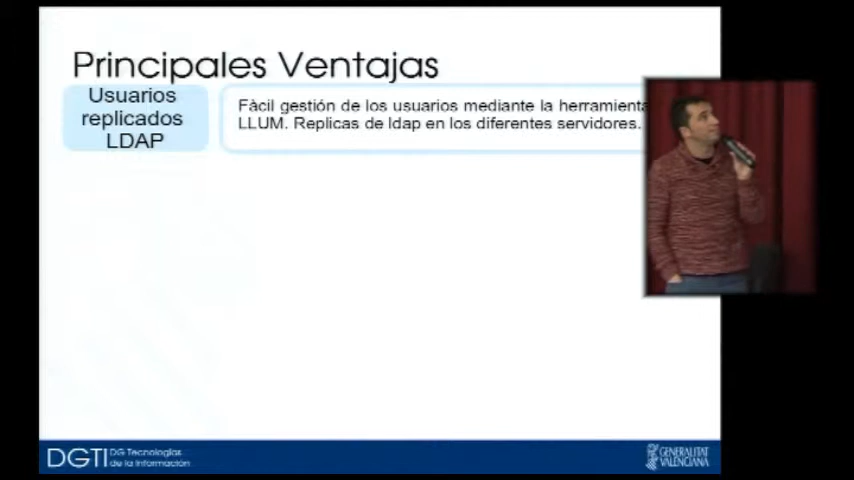 Principales Ventajas
Usuarios
replicados
LDAP
Fàcil gestión de los usuarios mediante la herramienta
LLUM. Replicas de ldap en los diferentes servidores.
DGTI DG Tecnologías
de la Información
GENERALITAT
VALENCIANA